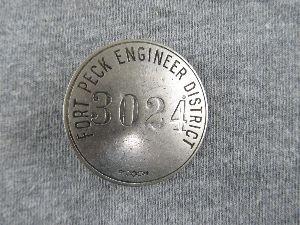 FORT PECK ENGINEER DISTRICT
3024